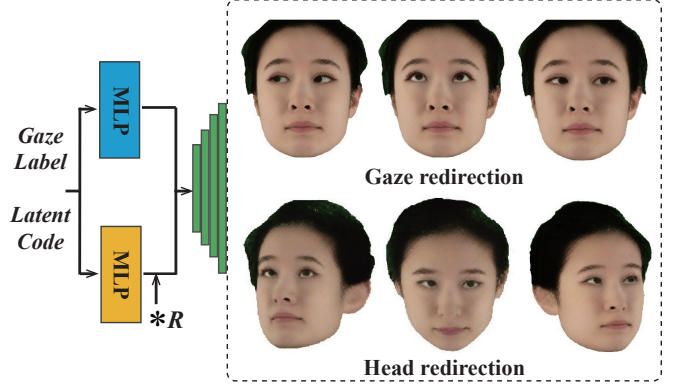 MLP
Gaze
Label
Latent
Code
MLP
*R
Gaze redirection
Head redirection